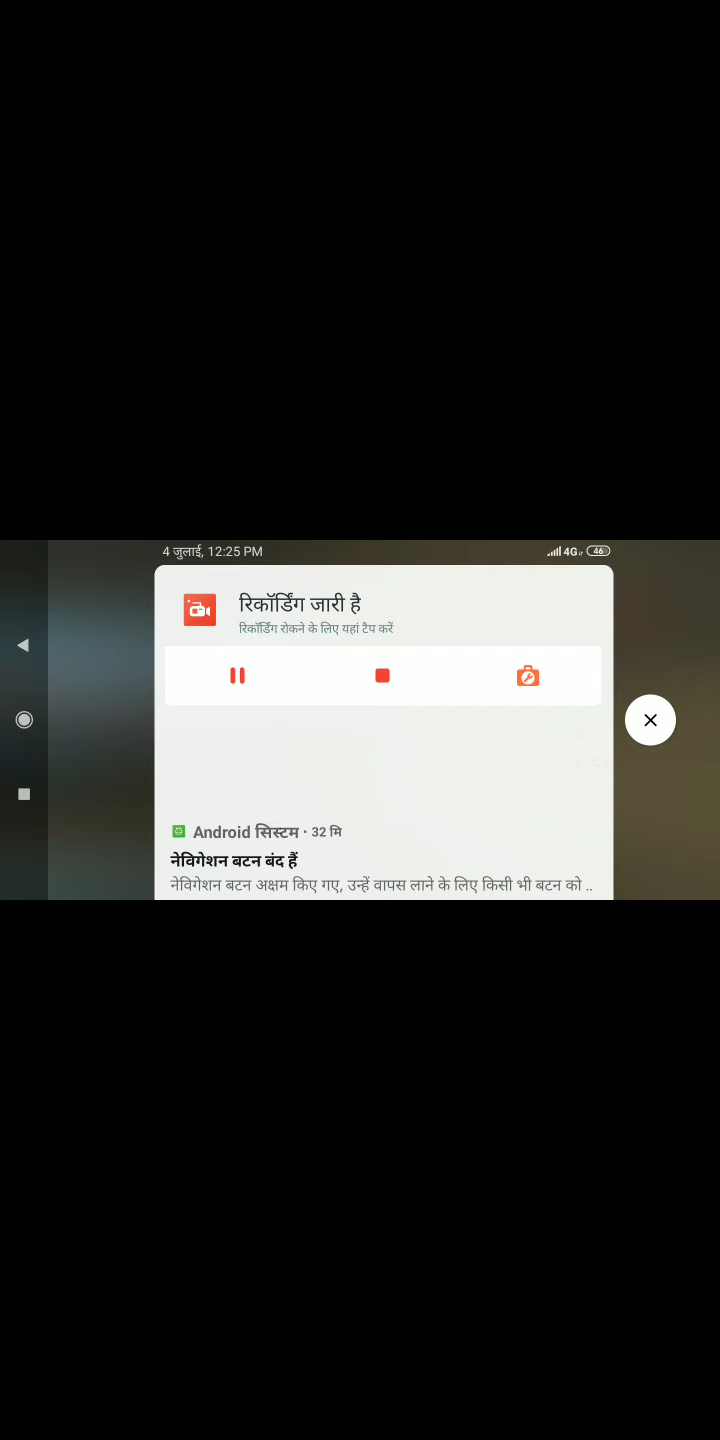 4 जुलाई, 12:25 PM 4G 46
रिकॉर्डिंग जारी है
रिकॉर्डिंग रोकने के लिए यहां टैप करें
Android सिस्टम · 32 मि
नेविगेशन बटन बंद हैं
नेविगेशन बटन अक्षम किए गए, उन्हें वापस लाने के लिए किसी भी बटन को ..